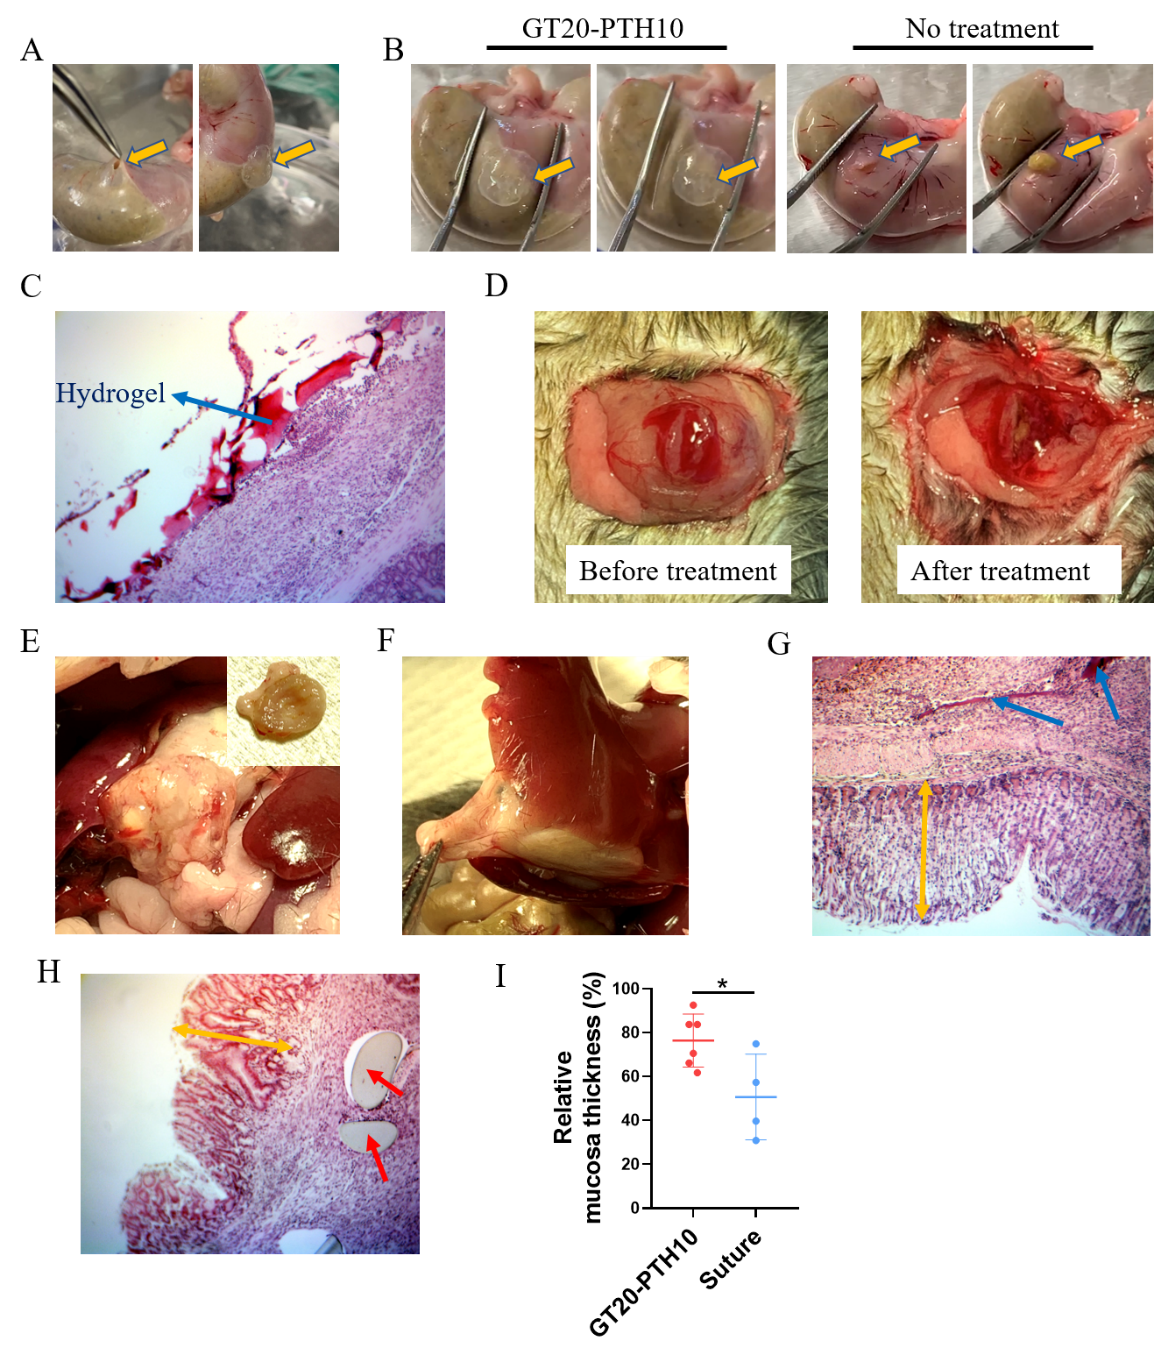 A
B
GT20-PTH10
No treatment
C
Hydrogel
D
Before treatment
After treatment
E
F
G
H
I
Relative
mucosa thickness (%)
100
80
60
40
20
0
*
GT20-PTH10
Suture